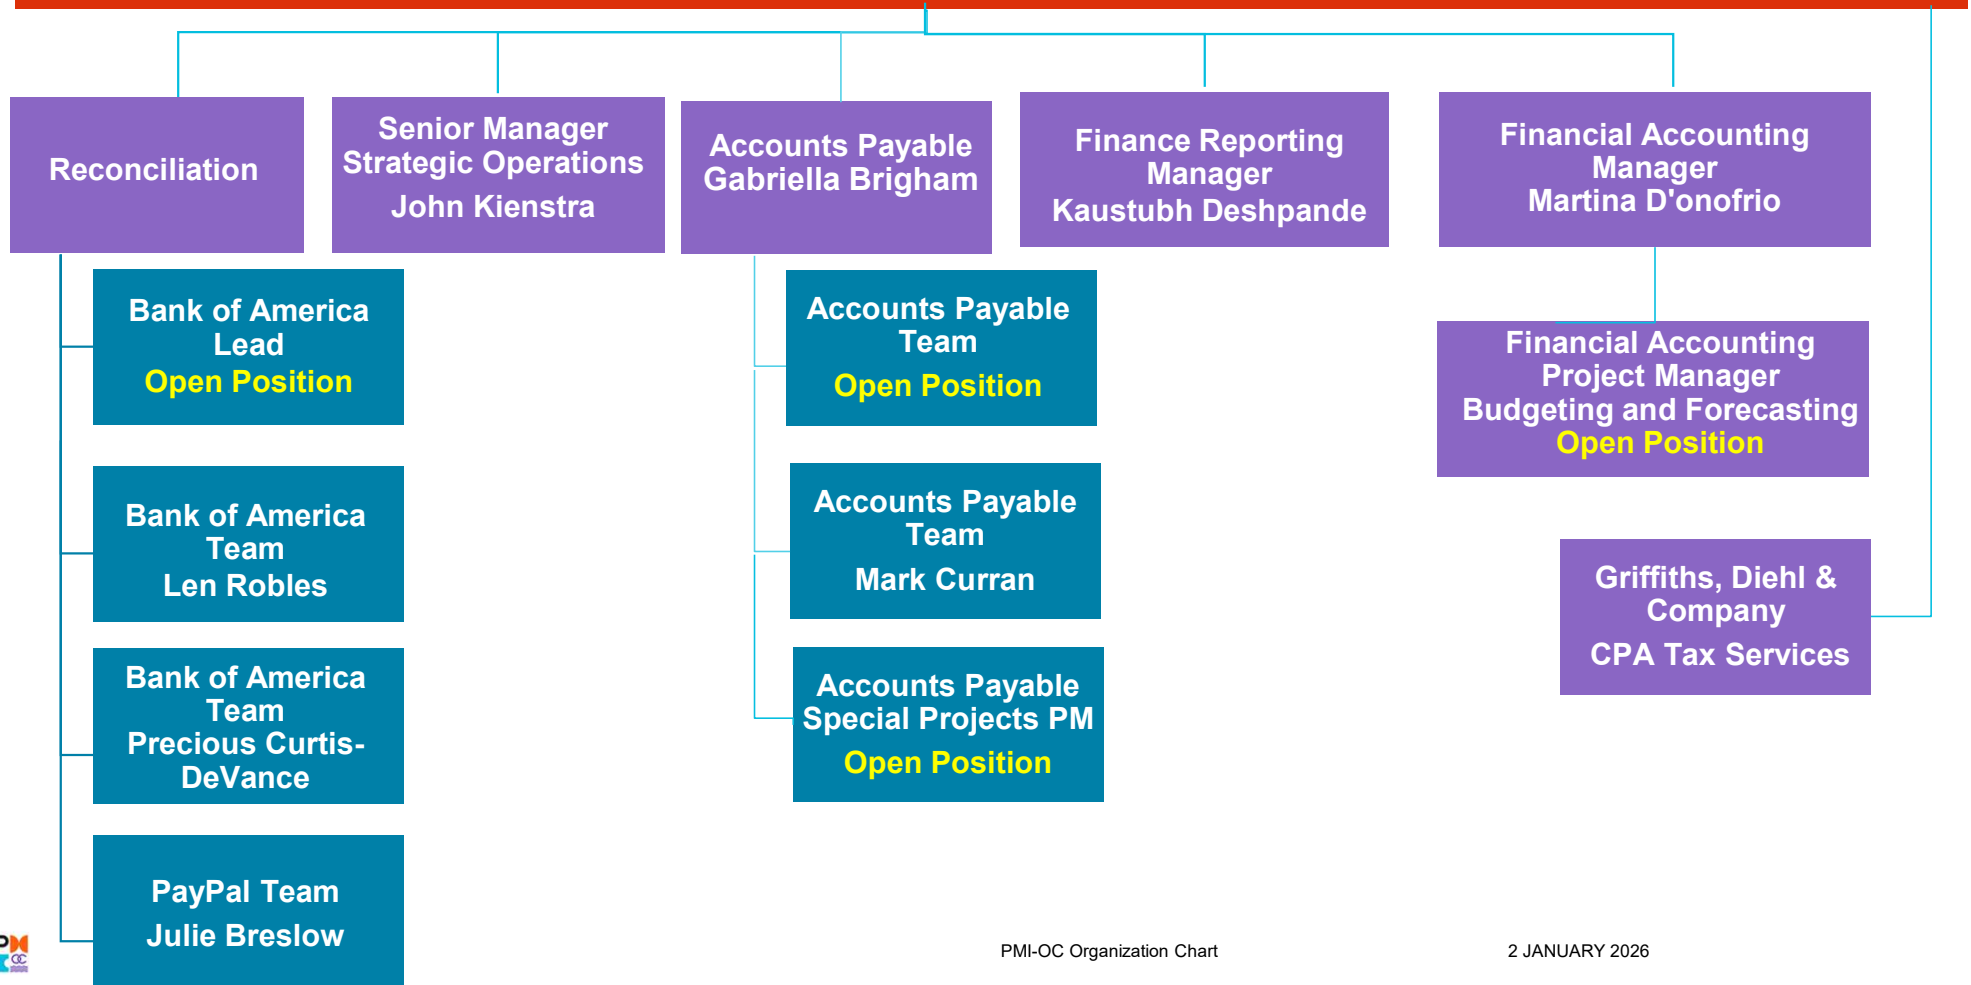 Reconciliation
Senior Manager
Strategic Operations
John Kienstra
Accounts Payable
Gabriella Brigham
Finance Reporting
Manager
Kaustubh Deshpande
Financial Accounting
Manager
Martina D'onofrio
Bank of America
Lead
Open Position
Bank of America
Team
Len Robles
Bank of America
Team
Precious Curtis-
DeVance
PayPal Team
Julie Breslow
Accounts Payable
Team
Open Position
Accounts Payable
Team
Mark Curran
Accounts Payable
Special Projects PM
Open Position
Financial Accounting
Project Manager
Budgeting and Forecasting
Open Position
Griffiths, Diehl &
Company
CPA Tax Services
OC
PMI-OC Organization Chart
2 JANUARY 2026